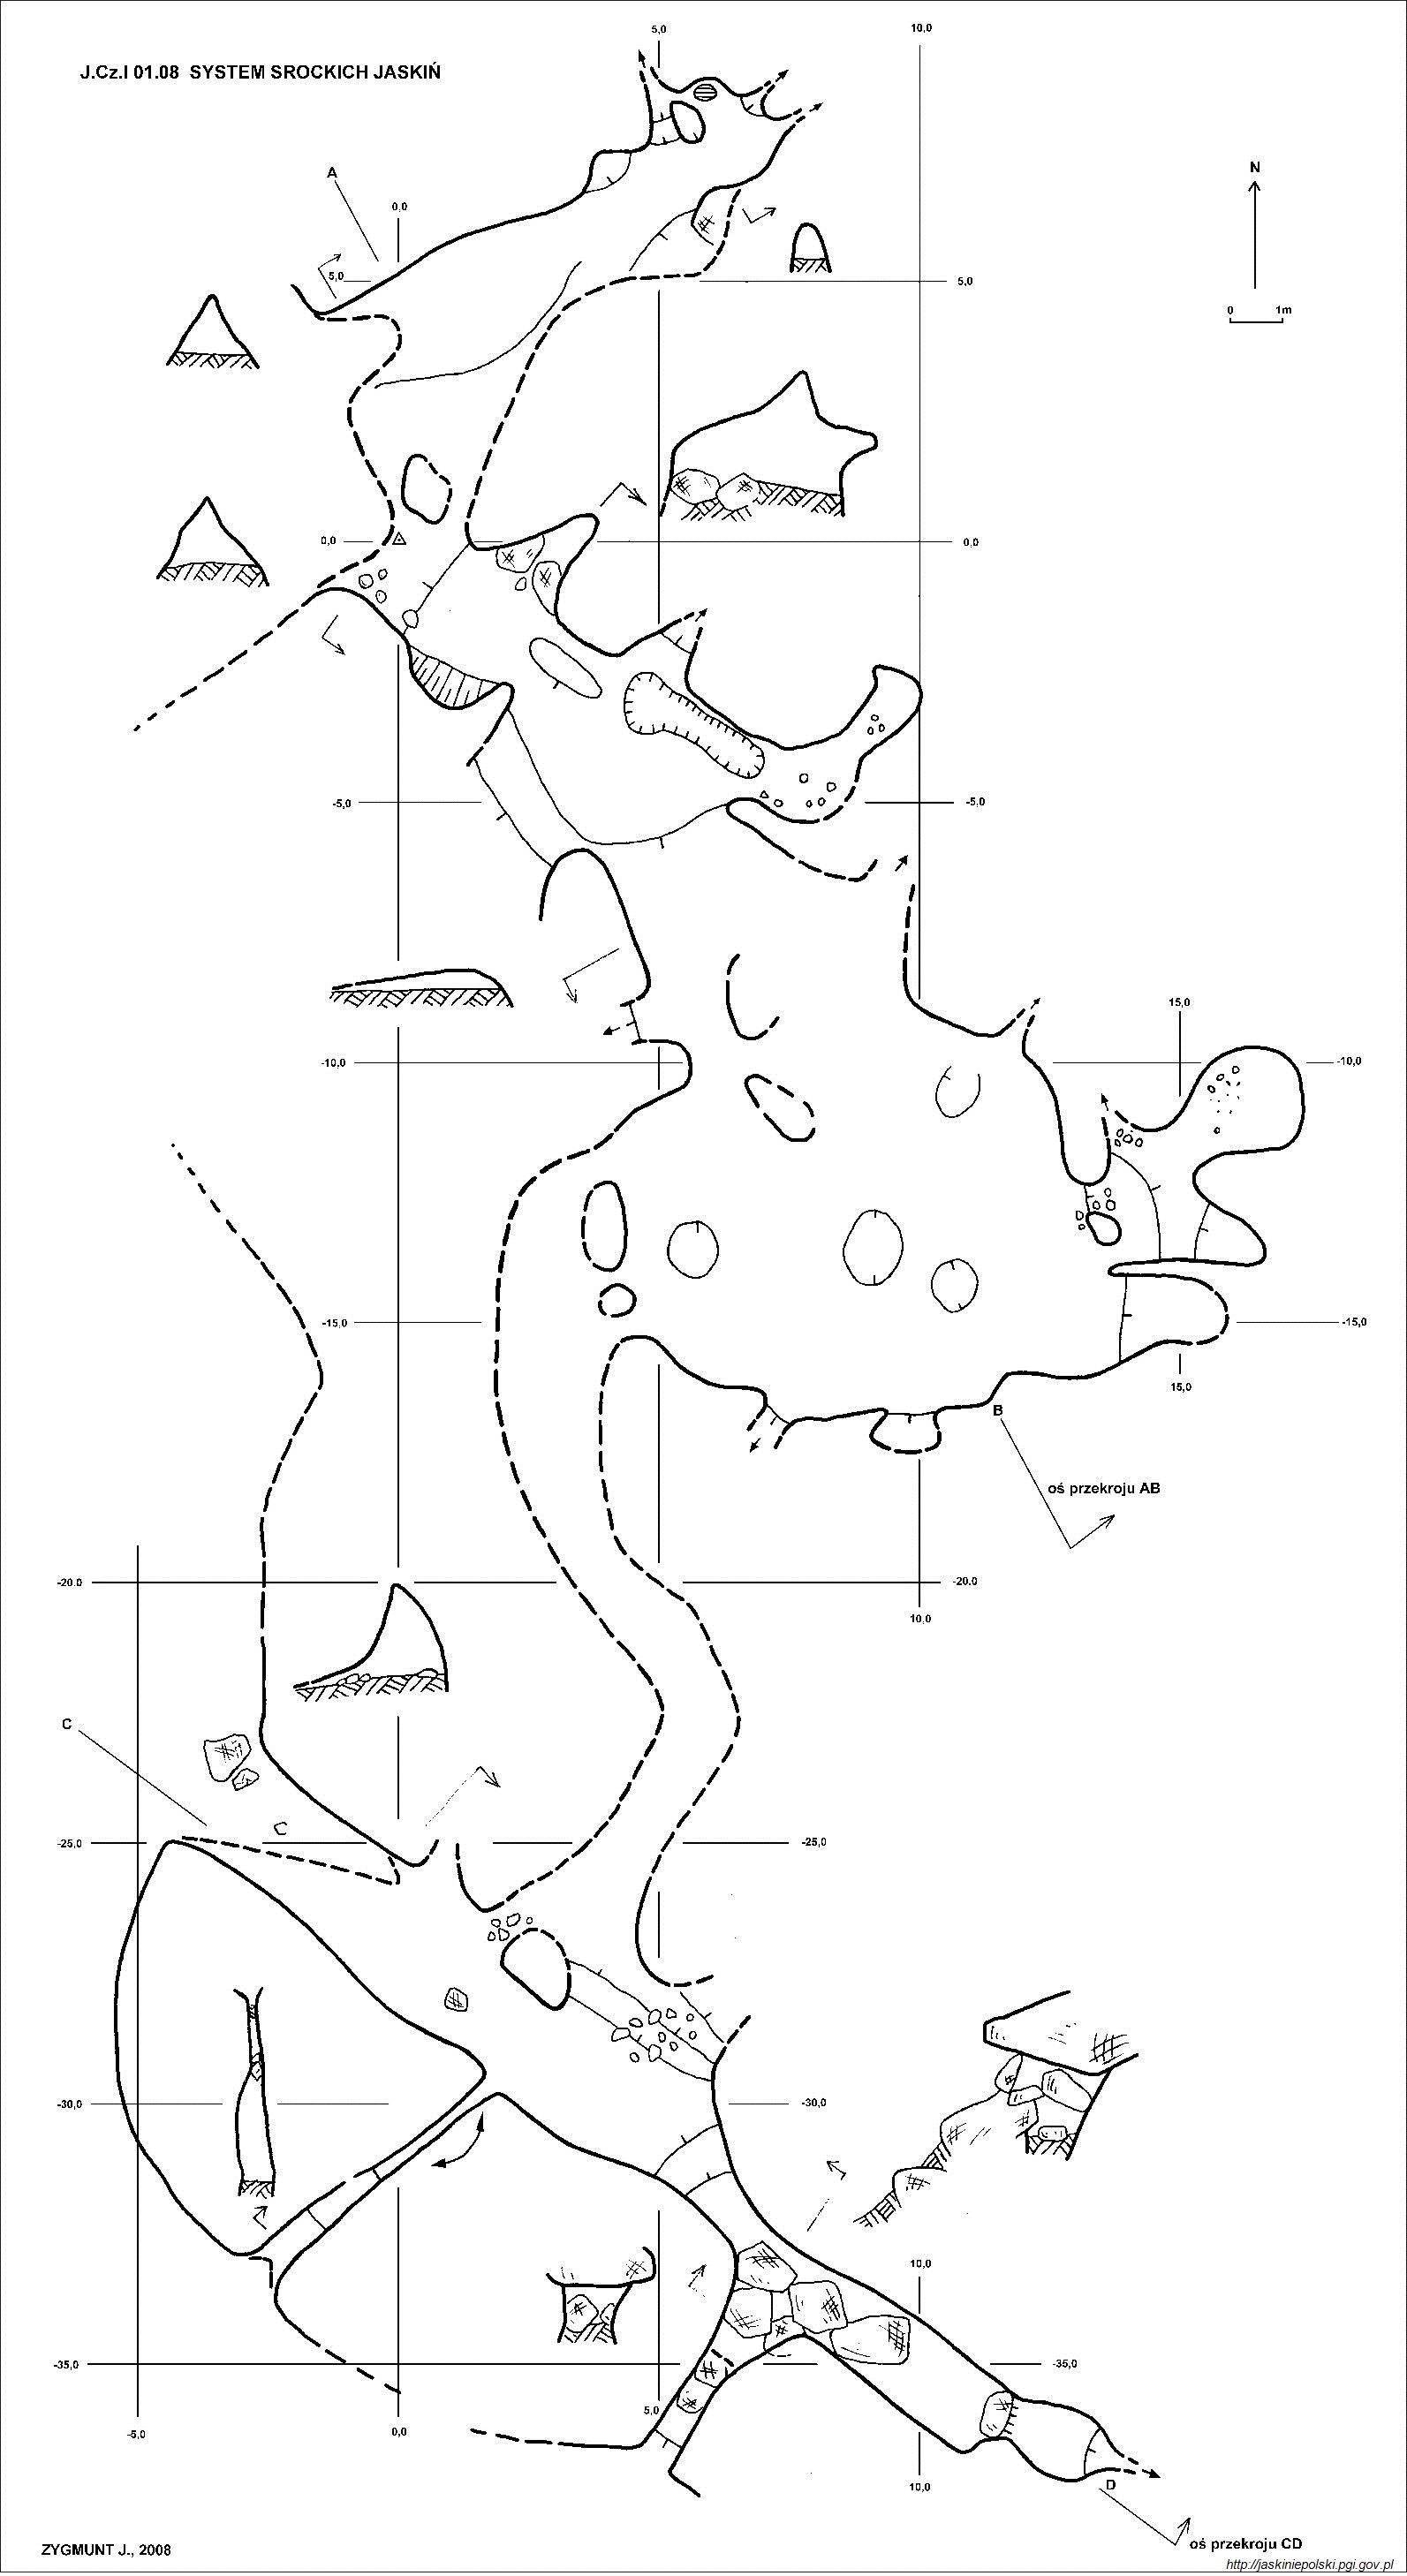 5,0
10,0
J.Cz.I 01.08 SYSTEM SROCKICH JASKIŃ
A
N
0,0
5,0
5,0
0 1m
0,0
0,0
-5,0
-5,0
15,0
-10,0
-10,0
-15,0
-15,0
15,0
B
oś przekroju AB
-20.0
-20.0
10,0
C
-25,0
-25,0
-30,0
-30,0
10,0
-35,0
-35,0
5,0
-5,0
0,0
10,0
D
oś przekroju CD
ZYGMUNT J., 2008
http://jaskiniepolski.pgi.gov.pl